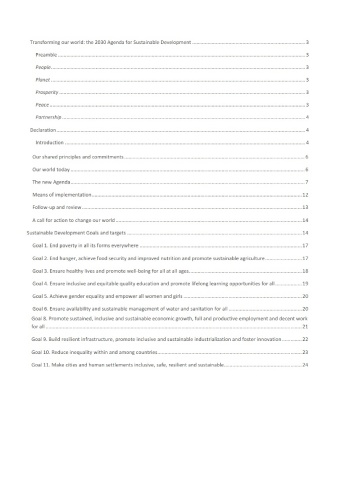 Transforming our world: the 2030 Agenda for Sustainable Development ........ 3
Preamble ........ 3
People ........ 3
Planet ........ 3
Prosperity ........ 3
Peace ........ 3
Partnership ........ 4
Declaration ........ 4
Introduction ........ 4
Our shared principles and commitments ........ 5
Our world today ........ 6
The new Agenda ........ 7
Means of implementation ........ 12
Follow-up and review ........ 13
A call for action to change our world ........ 14
Sustainable Development Goals and targets ........ 14
Goal 1. End poverty in all its forms everywhere ........ 17
Goal 2. End hunger, achieve food security and improved nutrition and promote sustainable agriculture ........ 17
Goal 3. Ensure healthy lives and promote well-being for all at all ages ........ 18
Goal 4. Ensure inclusive and equitable quality education and promote lifelong learning opportunities for all ........ 19
Goal 5. Achieve gender equality and empower all women and girls ........ 20
Goal 6. Ensure availability and sustainable management of water and sanitation for all ........ 20
Goal 8. Promote sustained, inclusive and sustainable economic growth, full and productive employment and decent work
for all ........ 21
Goal 9. Build resilient infrastructure, promote inclusive and sustainable industrialization and foster innovation ........ 22
Goal 10. Reduce inequality within and among countries ........ 23
Goal 11. Make cities and human settlements inclusive, safe, resilient and sustainable ........ 24